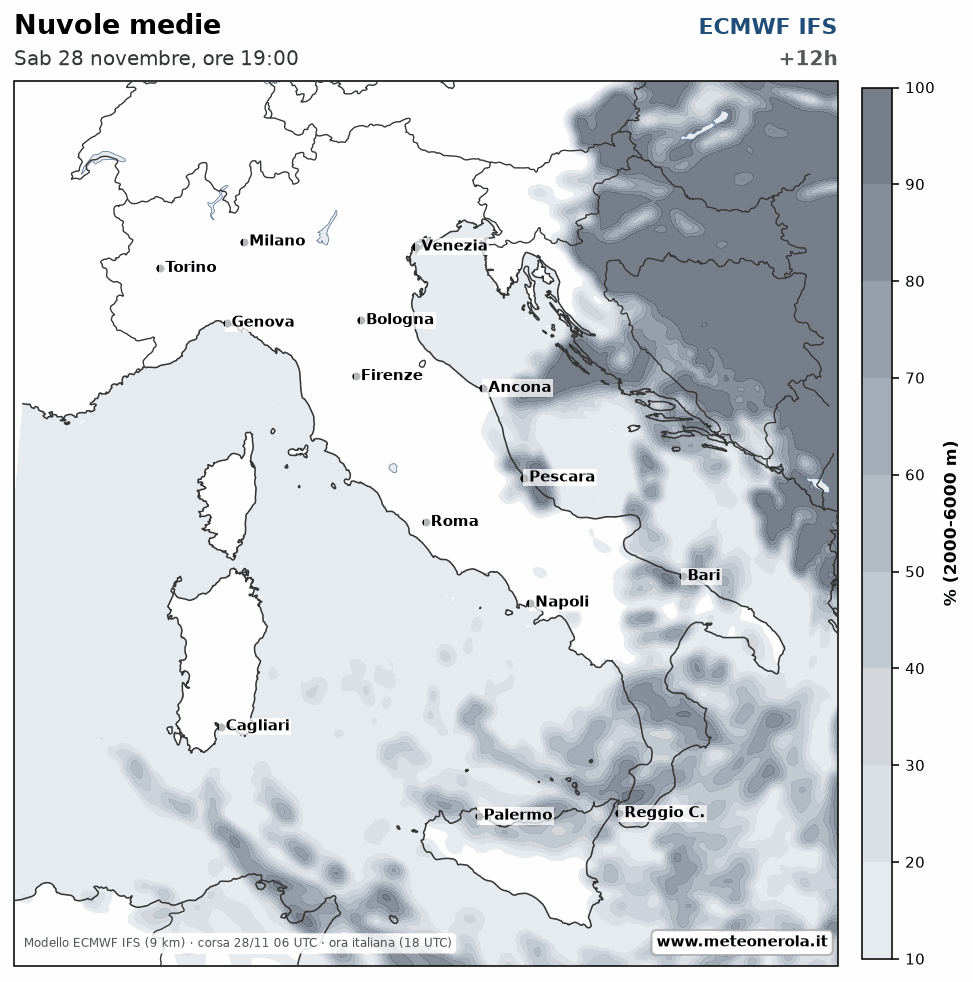 Nuvole medie
ECMWF IFS
Sab 28 novembre, ore 19:00
+12h
100
90
80
70
60
50
40
30
20
10
% (2000-6000 m)
Milano
Venezia
Torino
Genova
Bologna
Firenze
Ancona
Pescara
Roma
Bari
Napoli
Cagliari
Palermo
Reggio C.
Modello ECMWF IFS (9 km) · corsa 28/11 06 UTC · ora italiana (18 UTC)
www.meteonerola.it